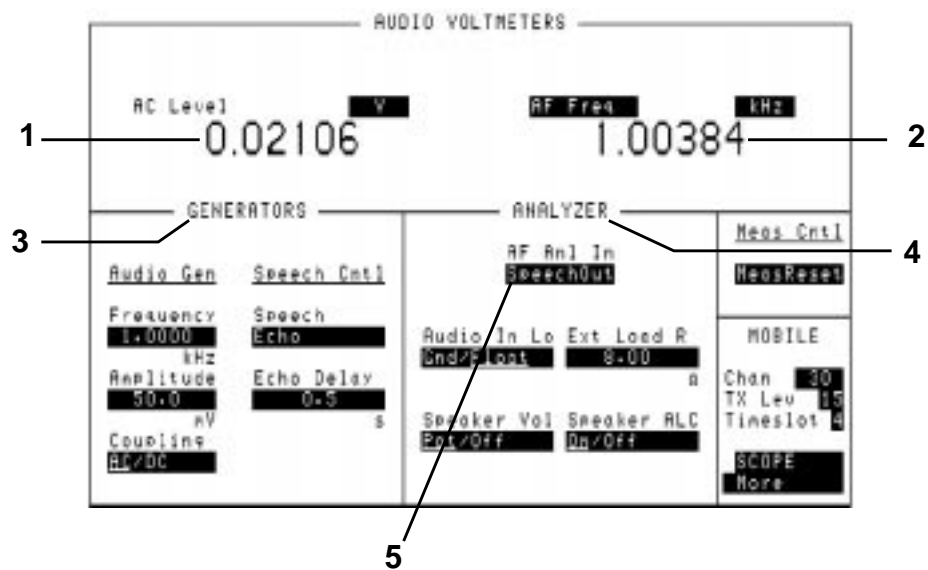 AUDIO VOLTMETERS
AC Level V AF Freq kHz
1 0.02106 1.00384 2
GENERATORS ANALYZER
3 4
Meas Cntl
AF Anl In
Audio Gen Speech Cntl SpeechOut MeasReset
Frequency Speech
1.0000 Echo Audio In Lo Ext Load R MOBILE
kHz Gnd/Float 8.00
Amplitude Echo Delay Ω Chan 30
50.0 0.5 TX Lev 15
mV s Speaker Vol Speaker ALC Timeslot 4
Coupling Pot/Off On/Off
AC/DC SCOPE
More
5